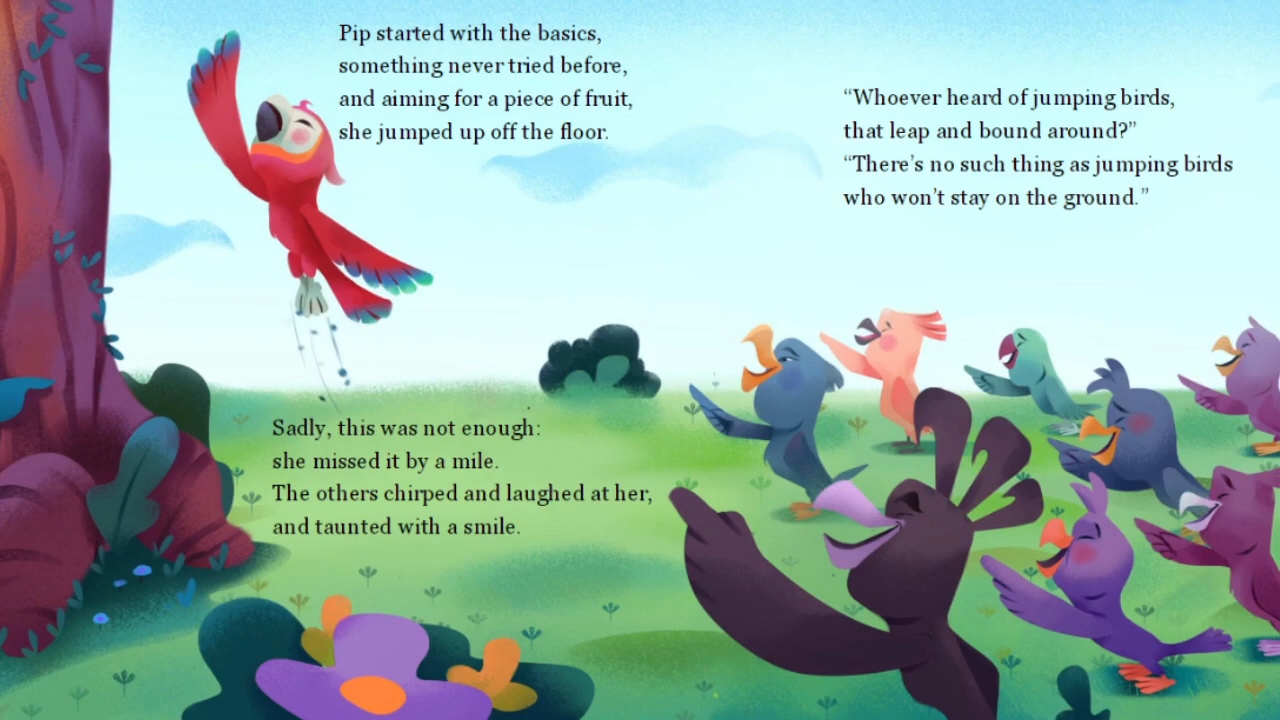 Pip started with the basics,
something never tried before,
and aiming for a piece of fruit,
she jumped up off the floor.
Sadly, this was not enough:
she missed it by a mile.
The others chirped and laughed at her,
and taunted with a smile.
“Whoever heard of jumping birds,
that leap and bound around?”
“There’s no such thing as jumping birds
who won’t stay on the ground.”